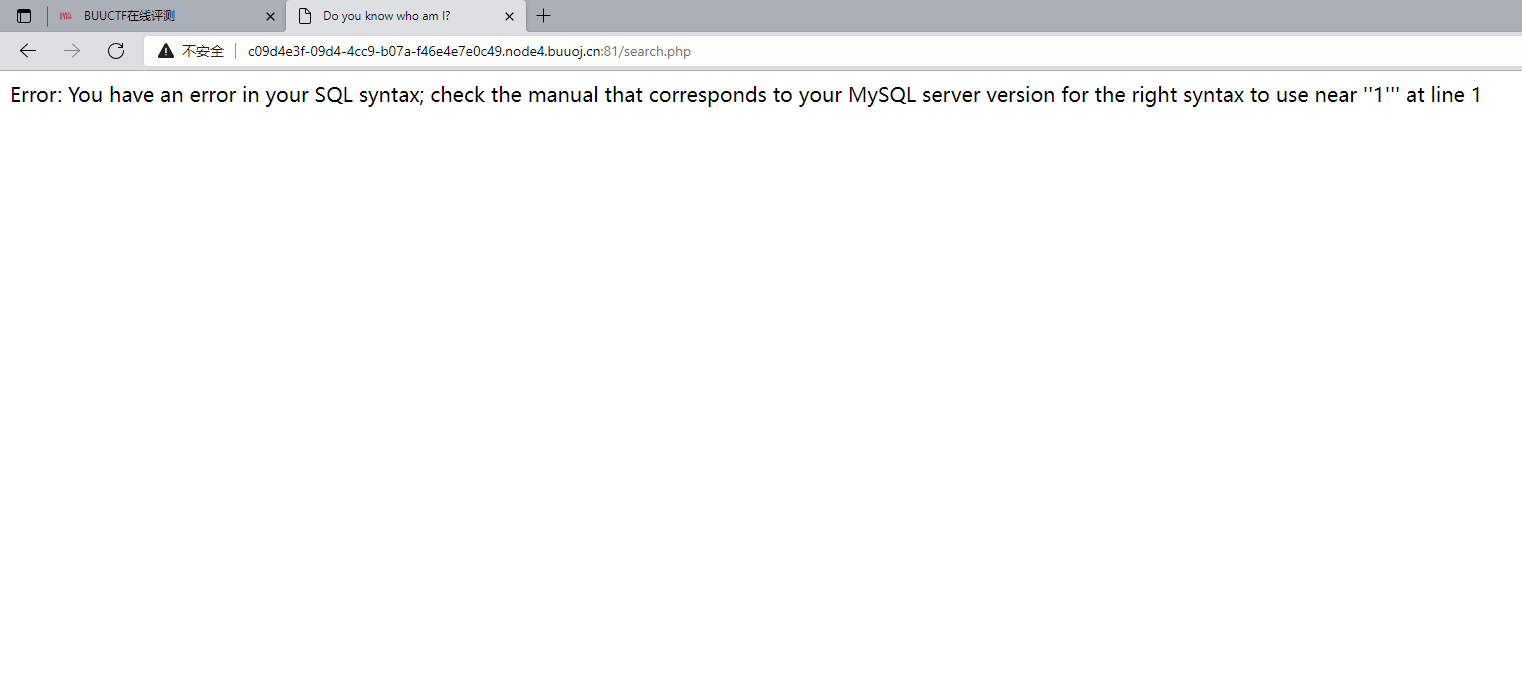 BUUCTF在线评测
Do you know who am I?
不安全
c09d4e3f-09d4-4cc9-b07a-f46e4e7e0c49.node4.buuoj.cn:81/search.php
Error: You have an error in your SQL syntax; check the manual that corresponds to your MySQL server version for the right syntax to use near ''1''' at line 1